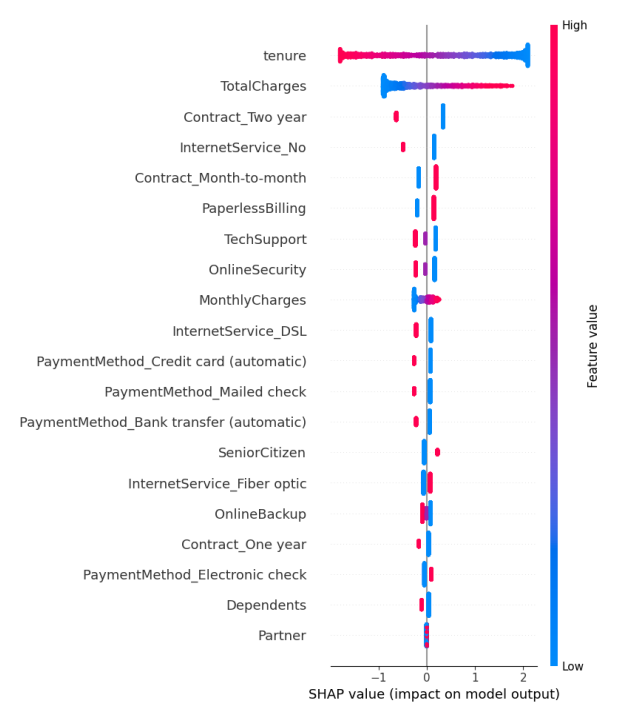 High
tenure
TotalCharges
Contract_Two year
InternetService_No
Contract_Month-to-month
PaperlessBilling
TechSupport
OnlineSecurity
MonthlyCharges
InternetService_DSL
PaymentMethod_Credit card (automatic)
PaymentMethod_Mailed check
PaymentMethod_Bank transfer (automatic)
SeniorCitizen
InternetService_Fiber optic
OnlineBackup
Contract_One year
PaymentMethod_Electronic check
Dependents
Partner
Feature value
Low
−1 0 1 2
SHAP value (impact on model output)